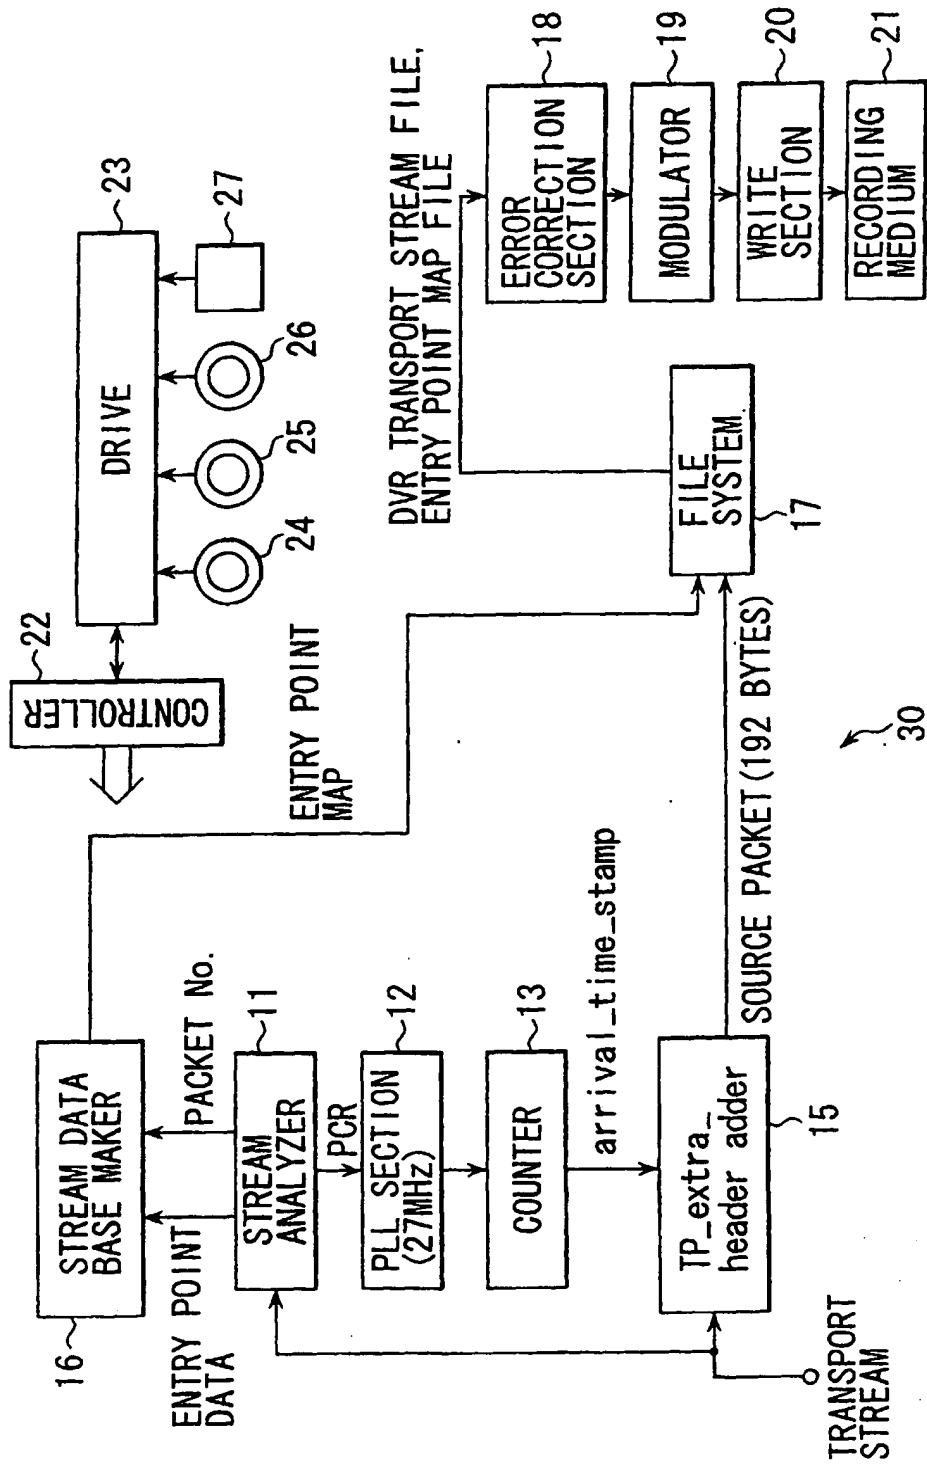 TRANSPORT
STREAM
16
STREAM DATA
BASE MAKER
ENTRY POINT
DATA
PACKET No.
11
STREAM
ANALYZER
PCR
12
PLL SECTION
(27MHz)
13
COUNTER
arrival_time_stamp
TP_extra_
header adder
15
SOURCE PACKET(192 BYTES)
ENTRY POINT
MAP
22
CONTROLLER
23
DRIVE
24
25
26
27
FILE
SYSTEM
17
DVR TRANSPORT STREAM FILE,
ENTRY POINT MAP FILE
ERROR
CORRECTION
SECTION
18
MODULATOR
19
WRITE
SECTION
20
RECORDING
MEDIUM
21
30